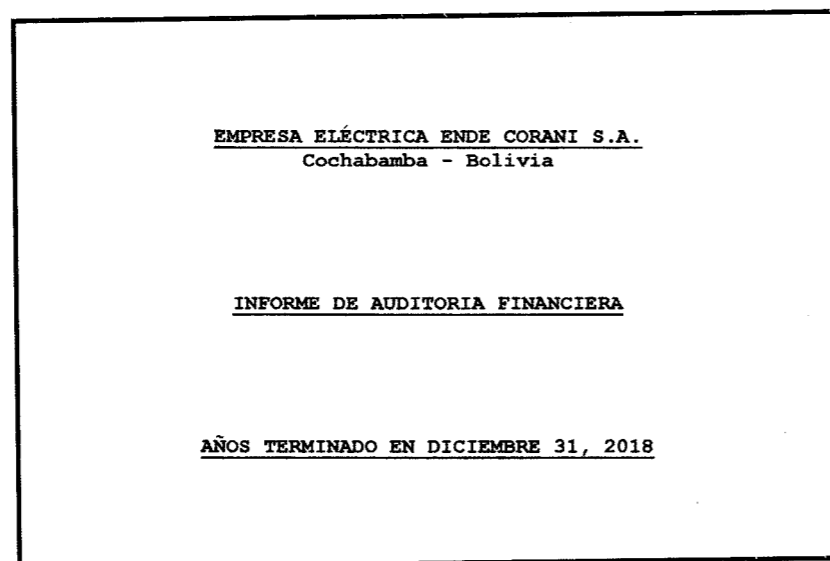 EMPRESA ELÉCTRICA ENDE CORANI S.A.
Cochabamba - Bolivia
INFORME DE AUDITORIA FINANCIERA
AÑOS TERMINADO EN DICIEMBRE 31, 2018